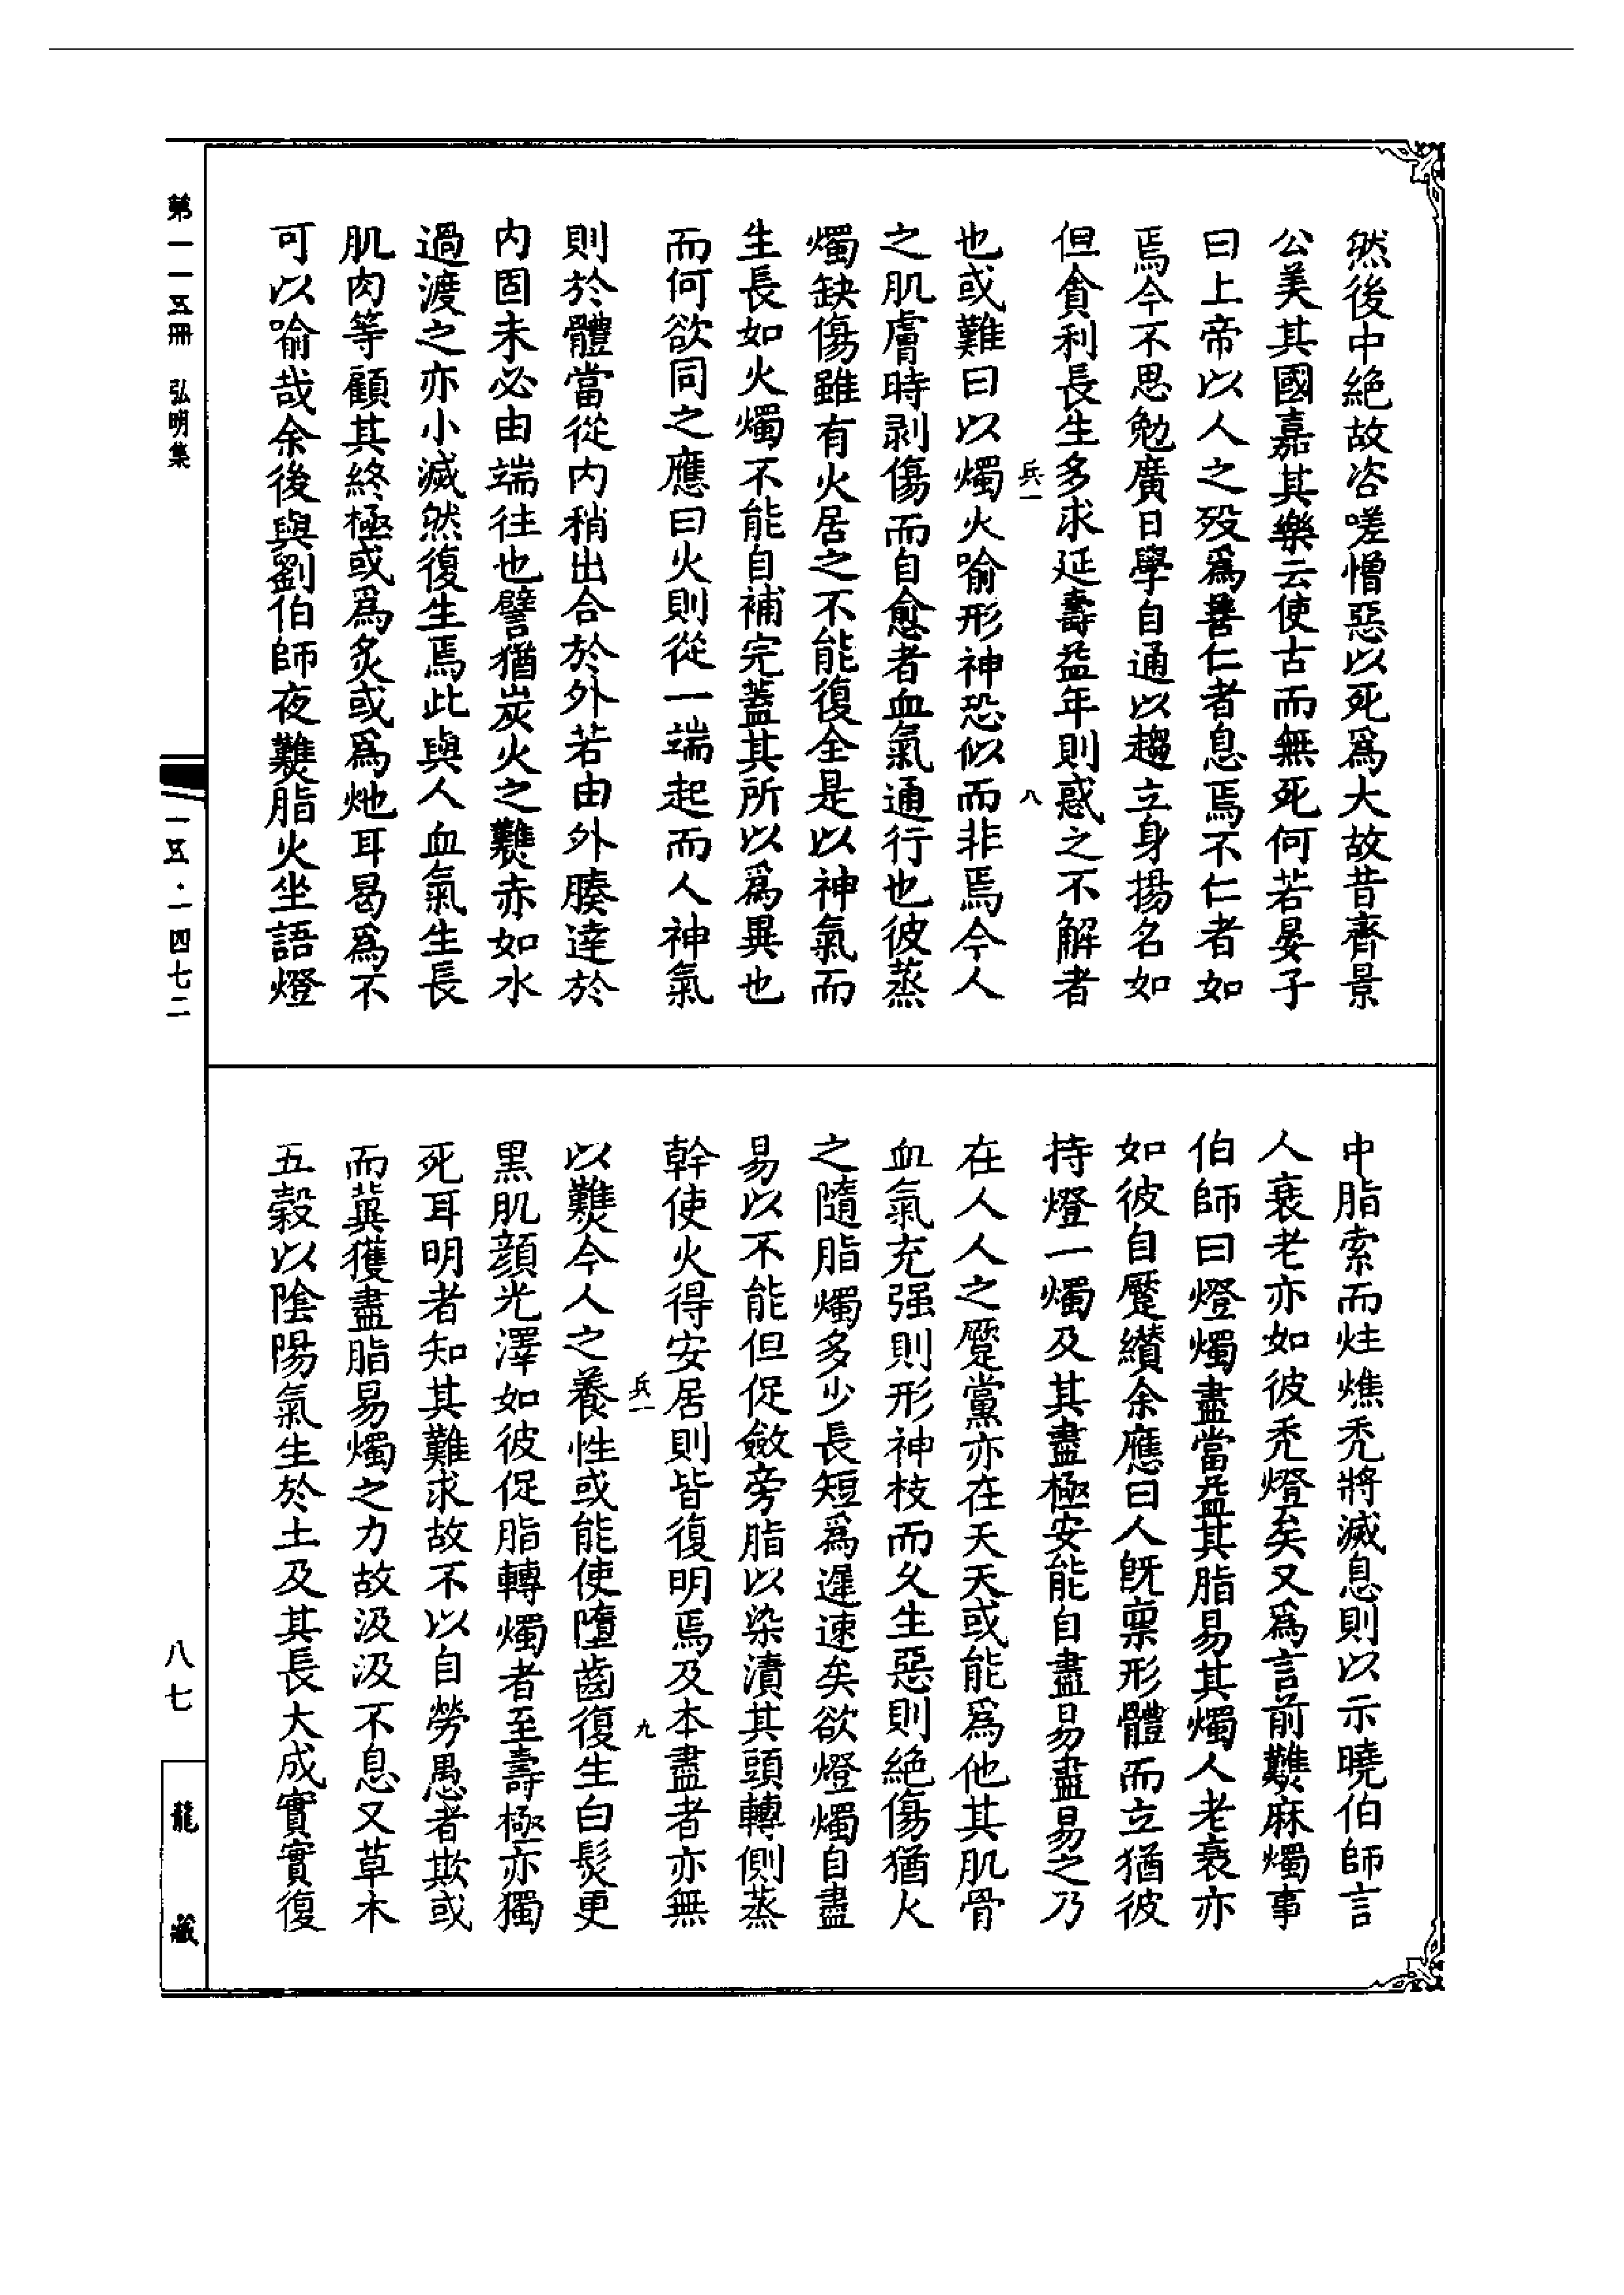 然後中絕故咨嗟憎惡以死爲大故昔齊景
公美其國嘉其樂云使古而無死何若晏子
曰上帝以人之歿爲善仁者息焉不仁者如
焉今不思勉廣日學自通以趨立身揚名如
但貪利長生多求延壽益年則惑之不解者
兵一 八
也或難曰以燭火喻形神恐似而非焉今人
之肌膚時剥傷而自愈者血氣通行也彼蒸
燭缺傷雖有火居之不能復全是以神氣而
生長如火燭不能自補完蓋其所以爲異也
而何欲同之應曰火則從一端起而人神氣
則於體當從内稍出合於外若由外腠達於
内固未必由端往也譬猶炭火之難赤如水
過渡之亦小滅然復生焉此與人血氣生長
肌肉等顧其終極或爲炙或爲灺耳曷爲不
可以喻哉余後與劉伯師夜難脂火坐語燈
中脂索而炷燋秃將滅息則以示曉伯師言
人衰老亦如彼秃燈矣又爲言前難麻燭事
伯師曰燈燭盡當益其脂易其燭人老衰亦
如彼自蹷纘余應曰人旣稟形體而立猶彼
持燈一燭及其盡極安能自盡易盡易之乃
在人人之蹷黨亦在天天或能爲他其肌骨
血氣充强則形神枝而久生惡則絕傷猶火
之隨脂燭多少長短爲遲速矣欲燈燭自盡
易以不能但促斂旁脂以染漬其頭轉側蒸
幹使火得安居則皆復明焉及本盡者亦無
兵一 九
以難今人之養性或能使墮齒復生白髮更
黒肌顔光澤如彼促脂轉燭者至壽極亦獨
死耳明者知其難求故不以自勞愚者欺或
而冀獲盡脂易燭之力故汲汲不息又草木
五穀以陰陽氣生於土及其長大成實實復
第一一五冊 弘明集
一五·一四七二
八七
龍藏